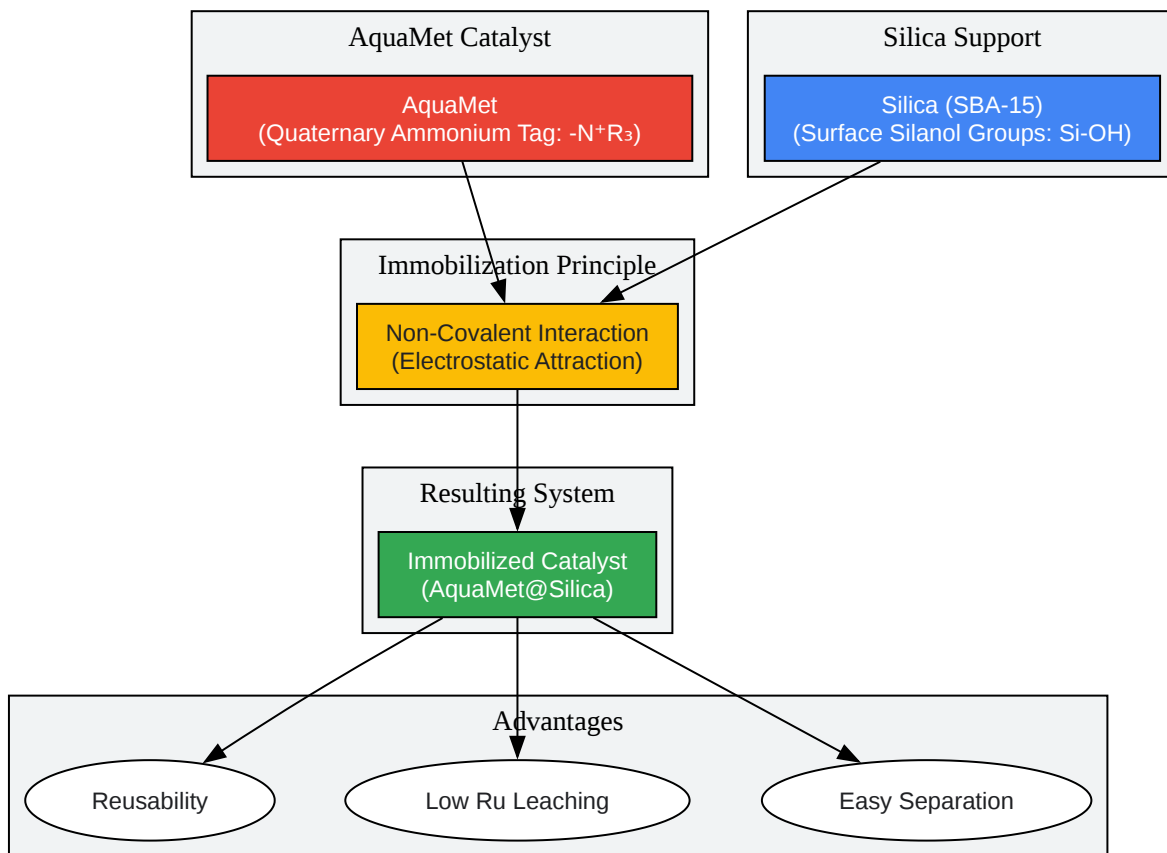 AquaMet Catalyst
Silica Support
AquaMet
(Quaternary Ammonium Tag: -N⁺R₃)
Silica (SBA-15)
(Surface Silanol Groups: Si-OH)
Immobilization Principle
Non-Covalent Interaction
(Electrostatic Attraction)
Resulting System
Immobilized Catalyst
(AquaMet@Silica)
Advantages
Reusability
Low Ru Leaching
Easy Separation